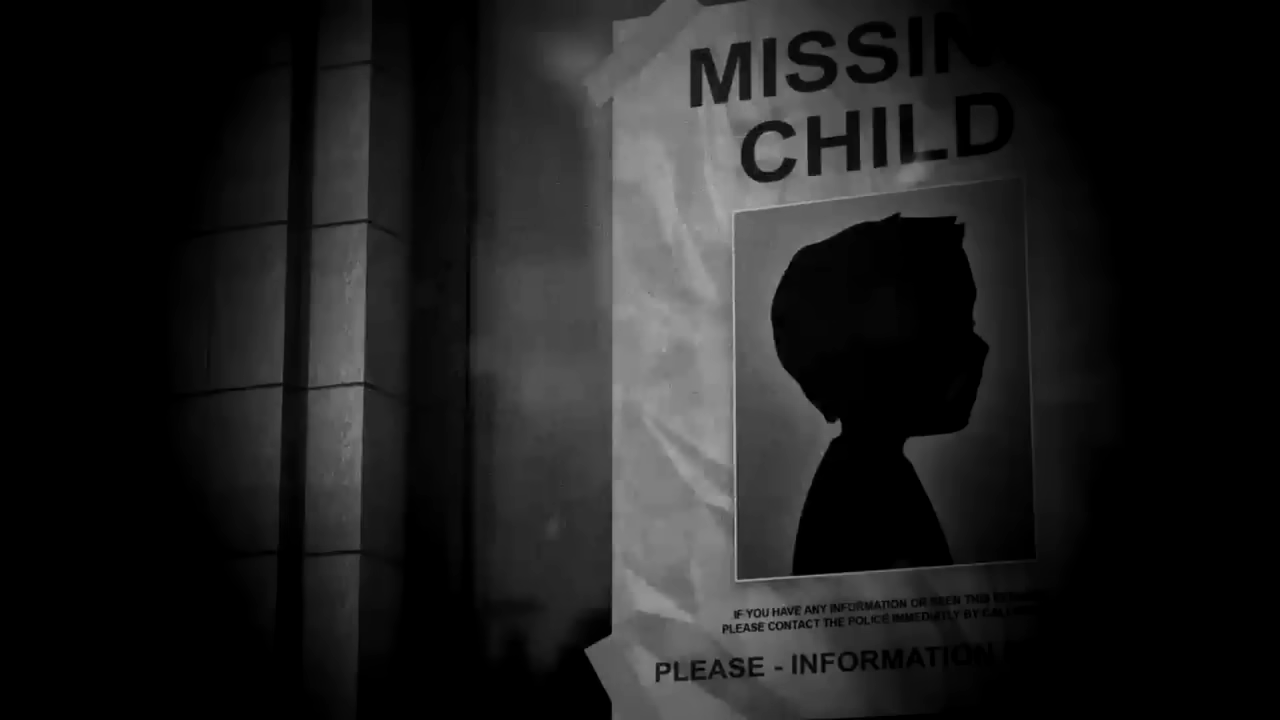 MISSIN
CHILD
IF YOU HAVE ANY INFORMATION OR SEEN THIS
PLEASE CONTACT THE POLICE IMMEDIATLY BY
PLEASE - INFORMATION